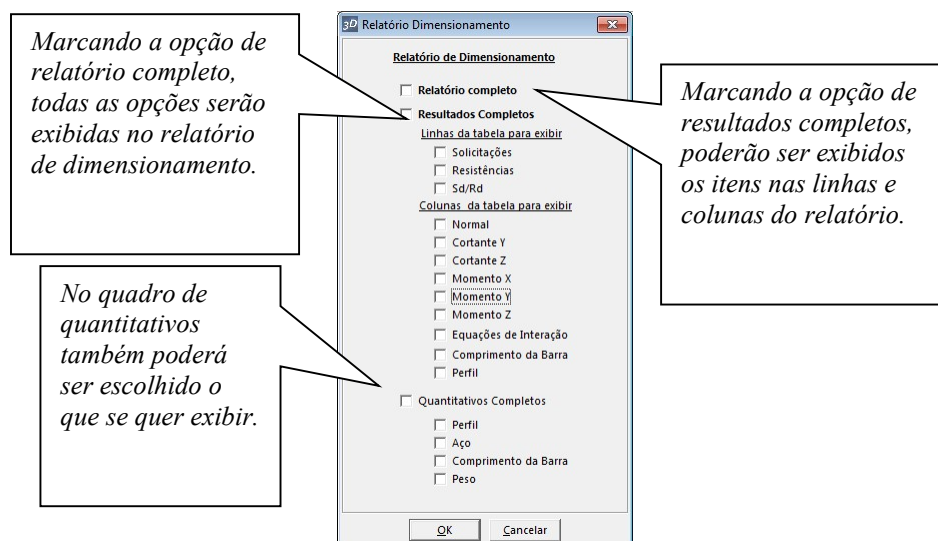 Marcando a opção de
relatório completo,
todas as opções serão
exibidas no relatório
de dimensionamento.
3D Relatório Dimensionamento
Relatório de Dimensionamento
Relatório completo
Resultados Completos
Linhas da tabela para exibir
Solicitações
Resistências
Sd/Rd
Colunas da tabela para exibir
Normal
Cortante Y
Cortante Z
Momento X
Momento Y
Momento Z
Equações de Interação
Comprimento da Barra
Perfil
Quantitativos Completos
Perfil
Aço
Comprimento da Barra
Peso
OK Cancelar
Marcando a opção de
resultados completos,
poderão ser exibidos
os itens nas linhas e
colunas do relatório.
No quadro de
quantitativos
também poderá
ser escolhido o
que se quer exibir.